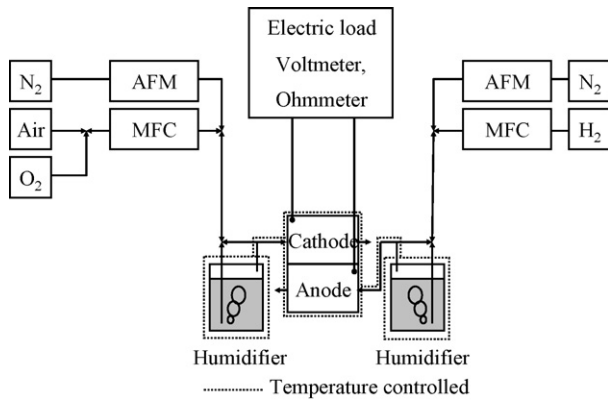 Electric load
Voltmeter,
Ohmmeter
N2
AFM
AFM
N2
Air
MFC
MFC
H2
O2
Cathode
Anode
Humidifier
Humidifier
Temperature controlled